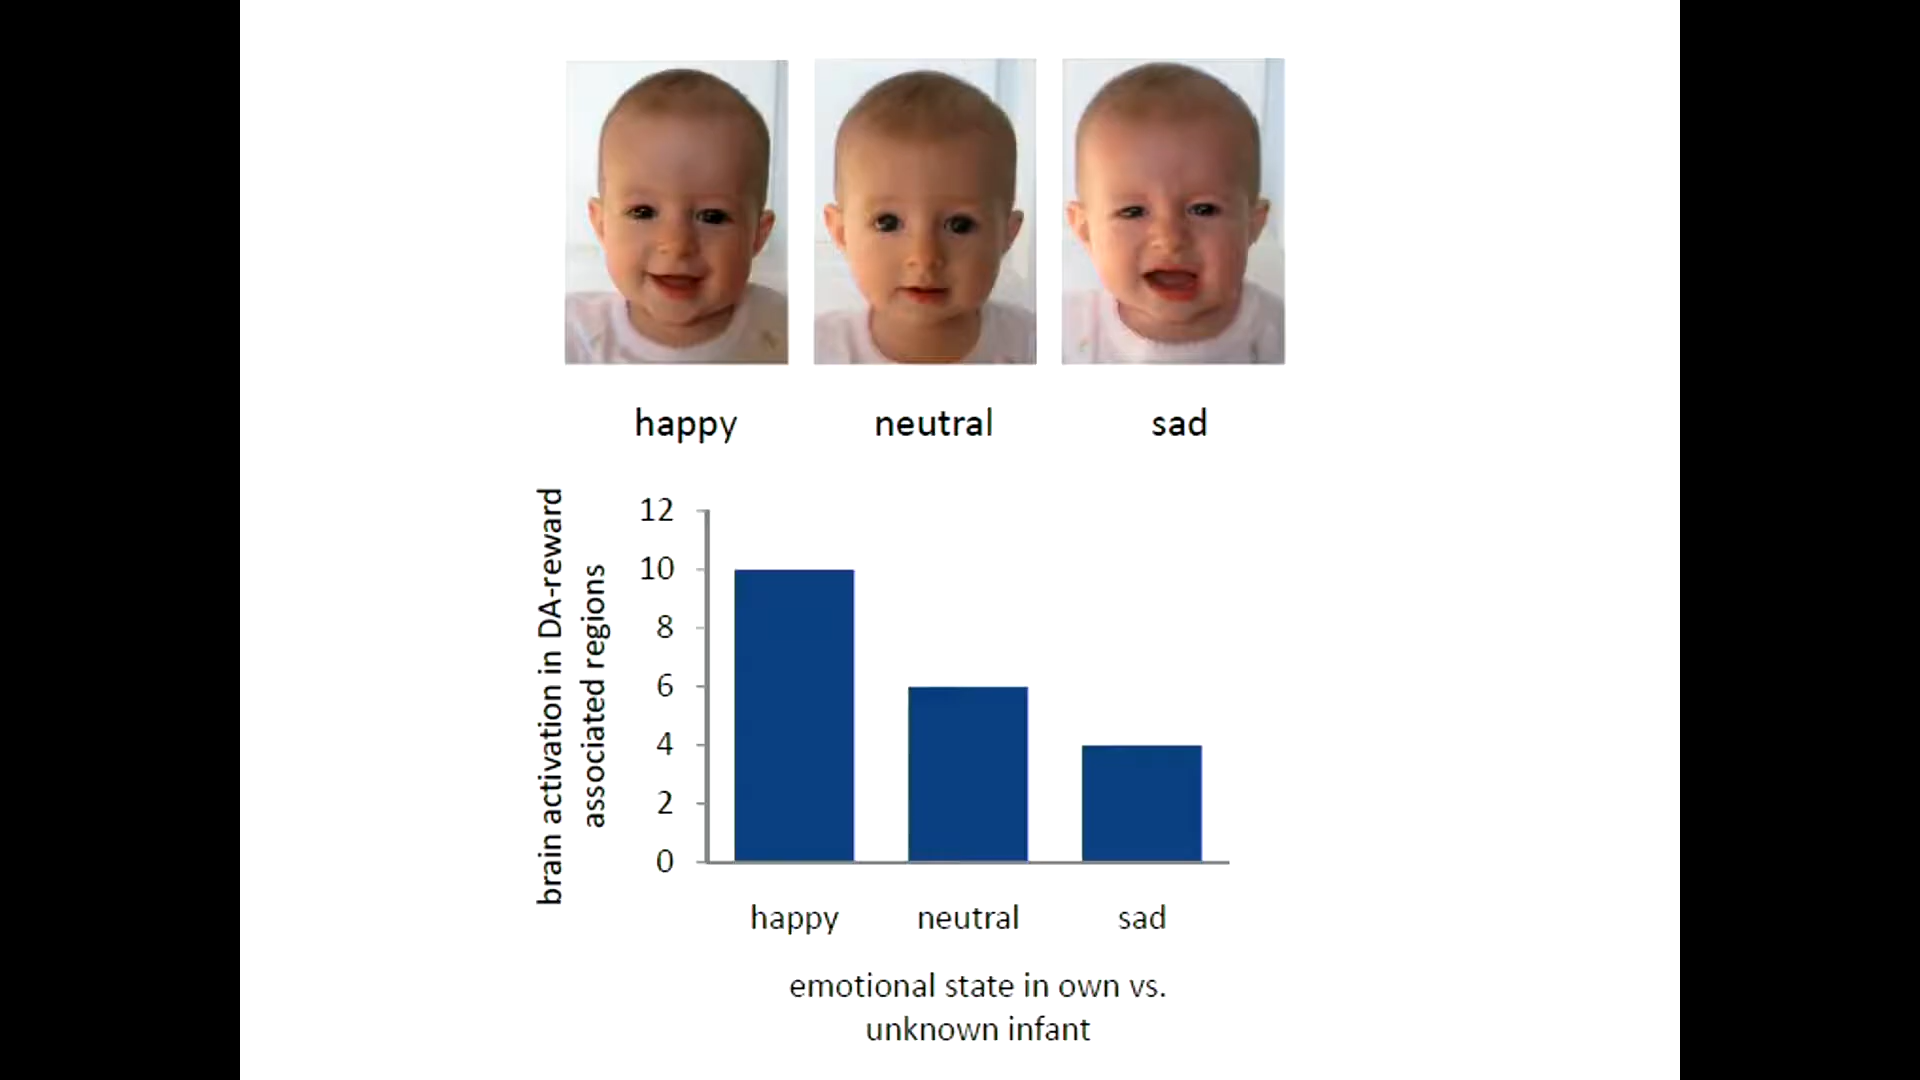 happy
neutral
sad
brain activation in DA-reward
associated regions
12
10
8
6
4
2
0
happy
neutral
sad
emotional state in own vs.
unknown infant